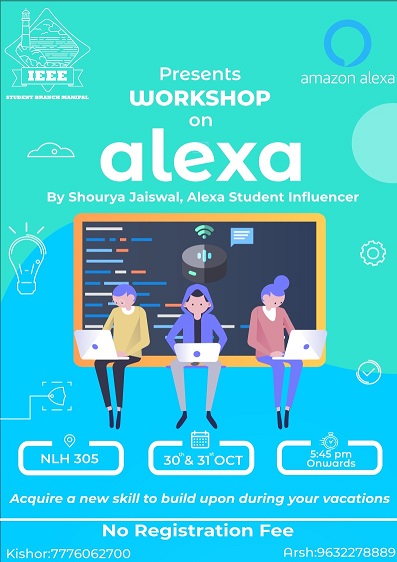 IEEE
STUDENT BRANCH MANIPAL
amazon alexa
Presents
WORKSHOP
on
alexa
By Shourya Jaiswal, Alexa Student Influencer
NLH 305
30th & 31st OCT
5:45 pm
Onwards
Acquire a new skill to build upon during your vacations
No Registration Fee
Kishor:7776062700
Arsh:9632278889